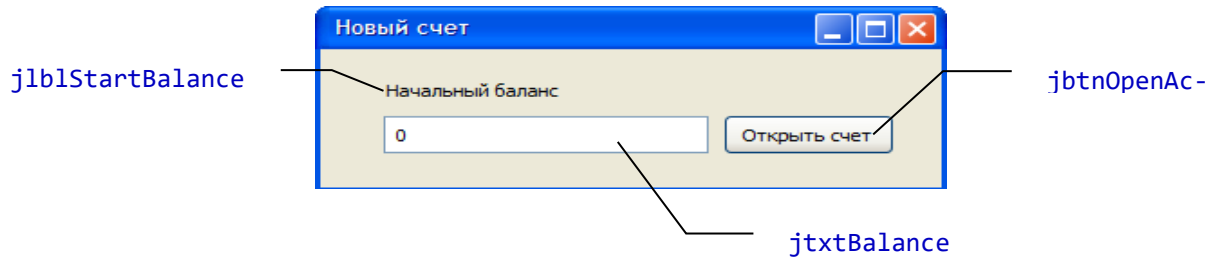 Новый счет
jlblStartBalance
jbtnOpenAc-
Начальный баланс
0
Открыть счет
jtxtBalance